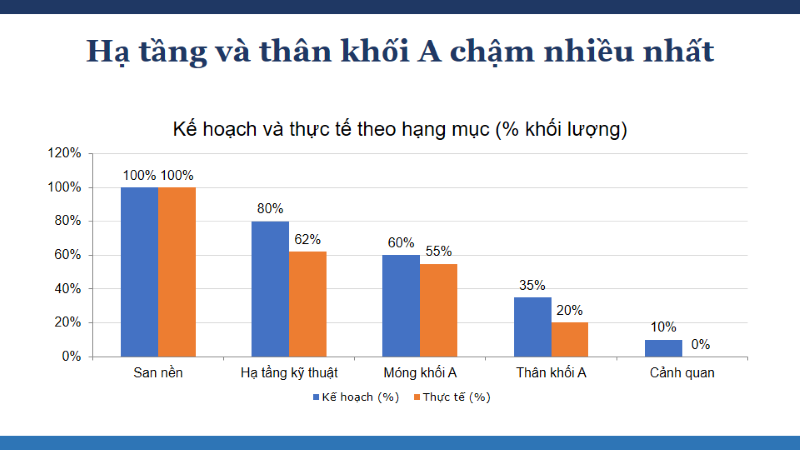 Hạ tầng và thân khối A chậm nhiều nhất
Kế hoạch và thực tế theo hạng mục (% khối lượng)
120%
100%
80%
60%
40%
20%
0%
100% 100%
80%
62%
60%
55%
35%
20%
10%
0%
San nền
Hạ tầng kỹ thuật
Móng khối A
Thân khối A
Cảnh quan
Kế hoạch (%)
Thực tế (%)